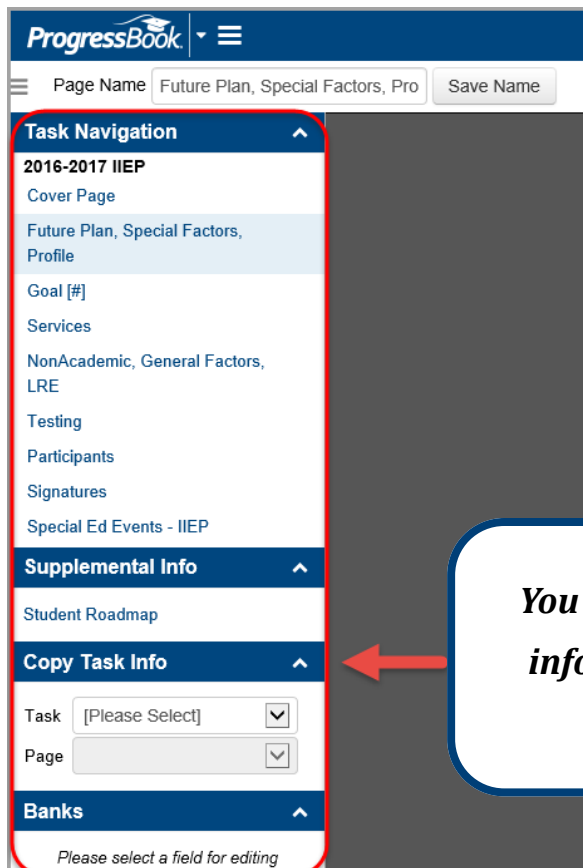 ProgressBook.
Page Name Future Plan, Special Factors, Pro Save Name
Task Navigation
2016-2017 IIEP
Cover Page
Future Plan, Special Factors,
Profile
Goal [#]
Services
NonAcademic, General Factors,
LRE
Testing
Participants
Signatures
Special Ed Events - IIEP
Supplemental Info
Student Roadmap
Copy Task Info
Task [Please Select]
Page
Banks
Please select a field for editing
You